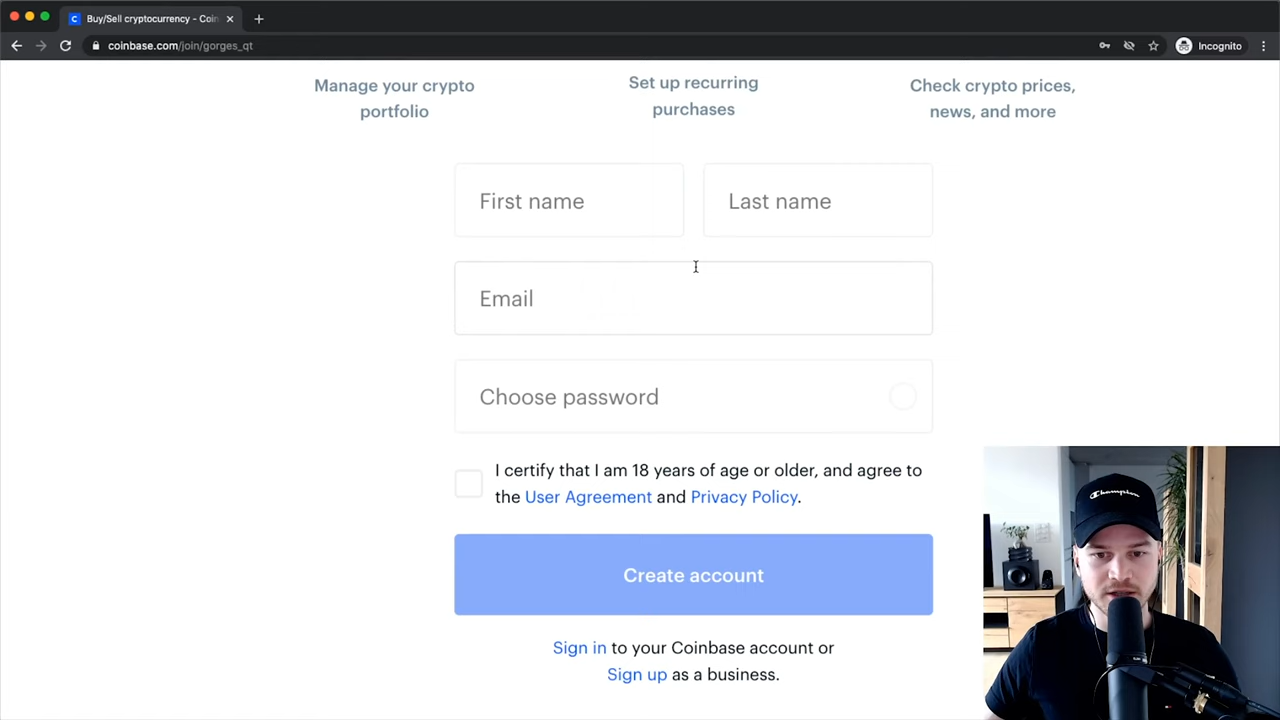 Buy/Sell cryptocurrency - Coin
coinbase.com/join/gorges_qt
Incognito
Manage your crypto
portfolio
Set up recurring
purchases
Check crypto prices,
news, and more
First name
Last name
Email
Choose password
I certify that I am 18 years of age or older, and agree to
the User Agreement and Privacy Policy.
Create account
Sign in to your Coinbase account or
Sign up as a business.
Champion